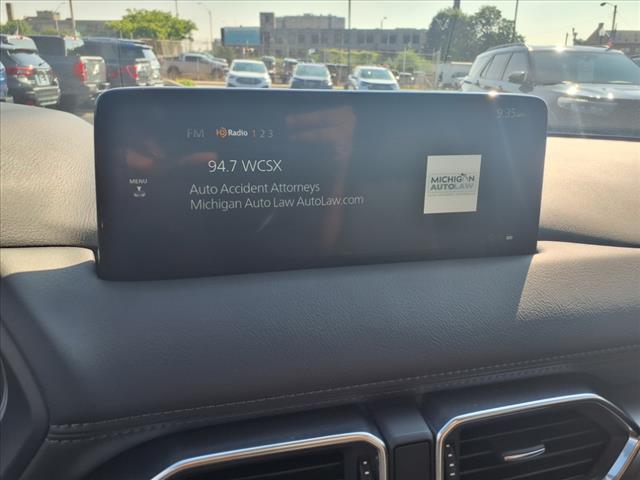 FM HD Radio 1 2 3
9:35
94.7 WCSX
MENU
Auto Accident Attorneys
Michigan Auto Law AutoLaw.com
MICHIGAN
AUTOLAW